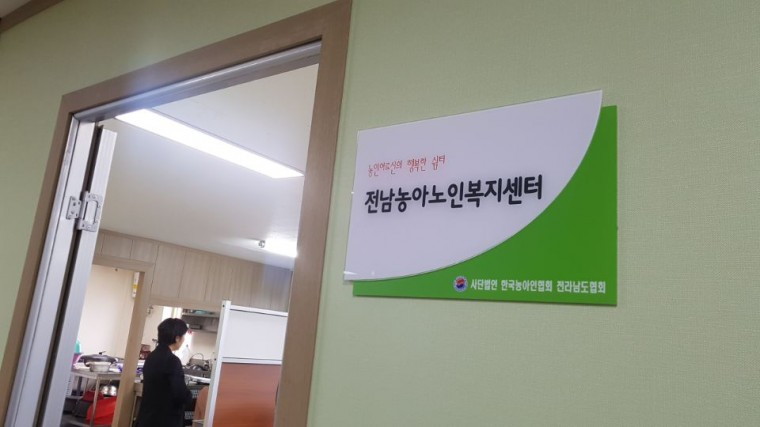 농인어르신의 행복한 쉼터
전남농아노인복지센터
사단법인 한국농아인협회 전라남도협회